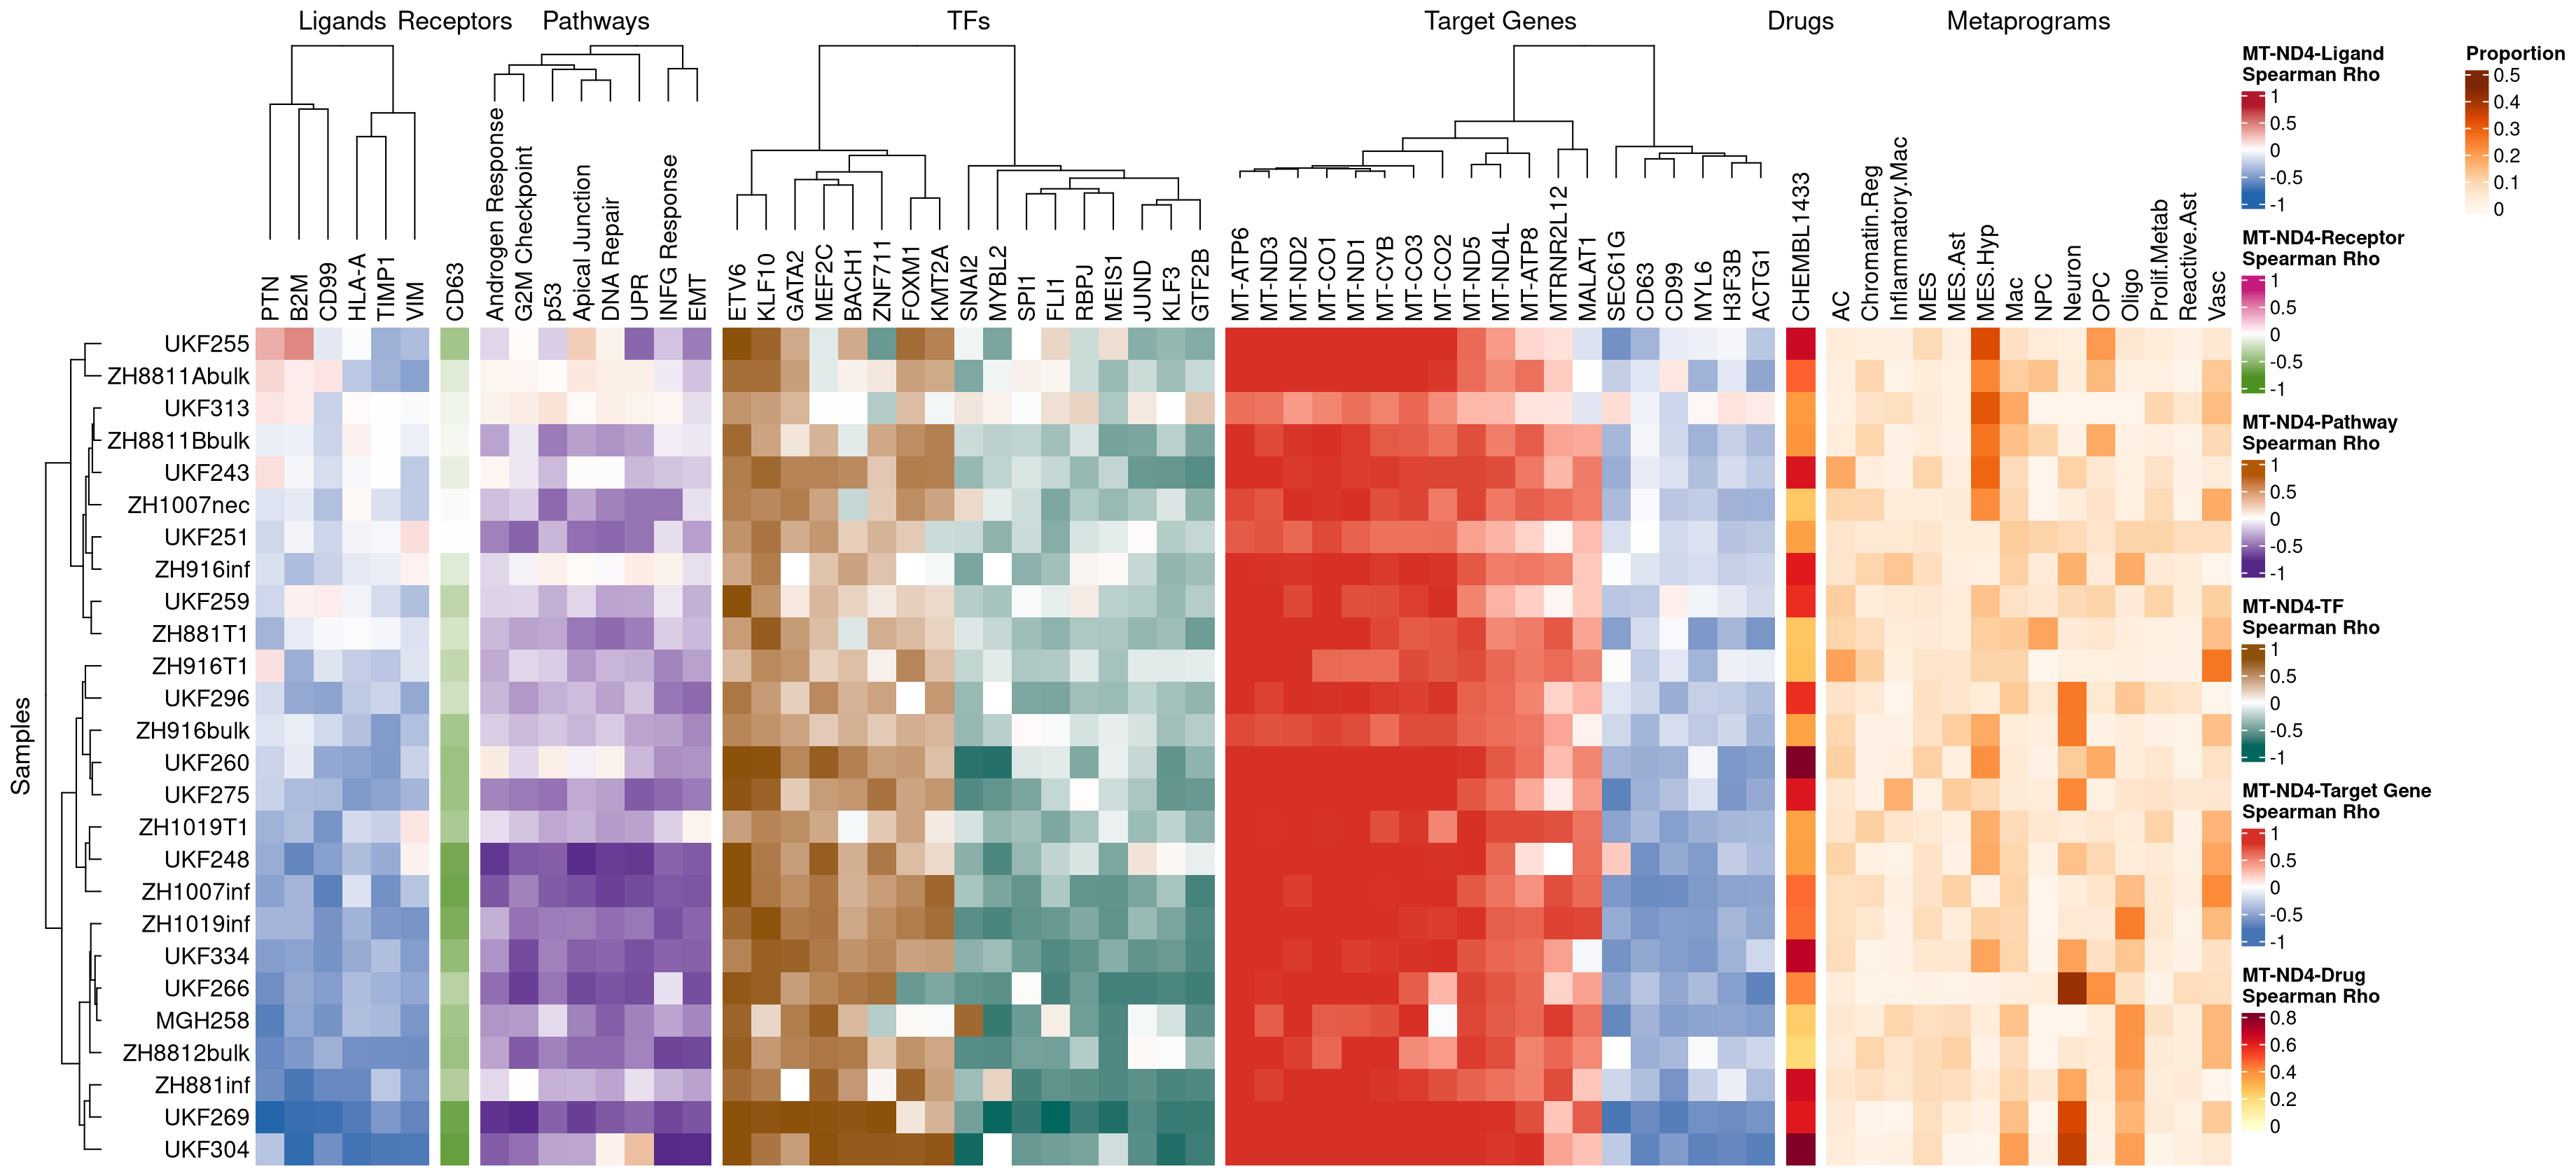 Ligands Receptors Pathways TFs Target Genes Drugs Metaprograms
PTN
B2M
CD99
HLA-A
TIMP1
VIM
CD63
Androgen Response
G2M Checkpoint
p53
Apical Junction
DNA Repair
UPR
INFG Response
EMT
ETV6
KLF10
GATA2
MEF2C
BACH1
ZNF711
FOXM1
KMT2A
SNAI2
MYBL2
SPI1
FLI1
RBPJ
MEIS1
JUND
KLF3
GTF2B
MT-ATP6
MT-ND3
MT-ND2
MT-CO1
MT-ND1
MT-CYB
MT-CO3
MT-CO2
MT-ND5
MT-ND4L
MT-ATP8
MTRNR2L12
MALAT1
SEC61G
CD63
CD99
MYL6
H3F3B
ACTG1
CHEMBL1433
AC
Chromatin.Reg
Inflammatory.Mac
MES
MES.Ast
MES.Hyp
Mac
NPC
Neuron
OPC
Oligo
Prolif.Metab
Reactive.Ast
Vasc
Samples
UKF255
ZH8811Abulk
UKF313
ZH8811Bbulk
UKF243
ZH1007nec
UKF251
ZH916inf
UKF259
ZH881T1
ZH916T1
UKF296
ZH916bulk
UKF260
UKF275
ZH1019T1
UKF248
ZH1007inf
ZH1019inf
UKF334
UKF266
MGH258
ZH8812bulk
ZH881inf
UKF269
UKF304
MT-ND4-Ligand
Spearman Rho
1
0.5
0
-0.5
-1
MT-ND4-Receptor
Spearman Rho
1
0.5
0
-0.5
-1
MT-ND4-Pathway
Spearman Rho
1
0.5
0
-0.5
-1
MT-ND4-TF
Spearman Rho
1
0.5
0
-0.5
-1
MT-ND4-Target Gene
Spearman Rho
1
0.5
0
-0.5
-1
MT-ND4-Drug
Spearman Rho
0.8
0.6
0.4
0.2
0
Proportion
0.5
0.4
0.3
0.2
0.1
0